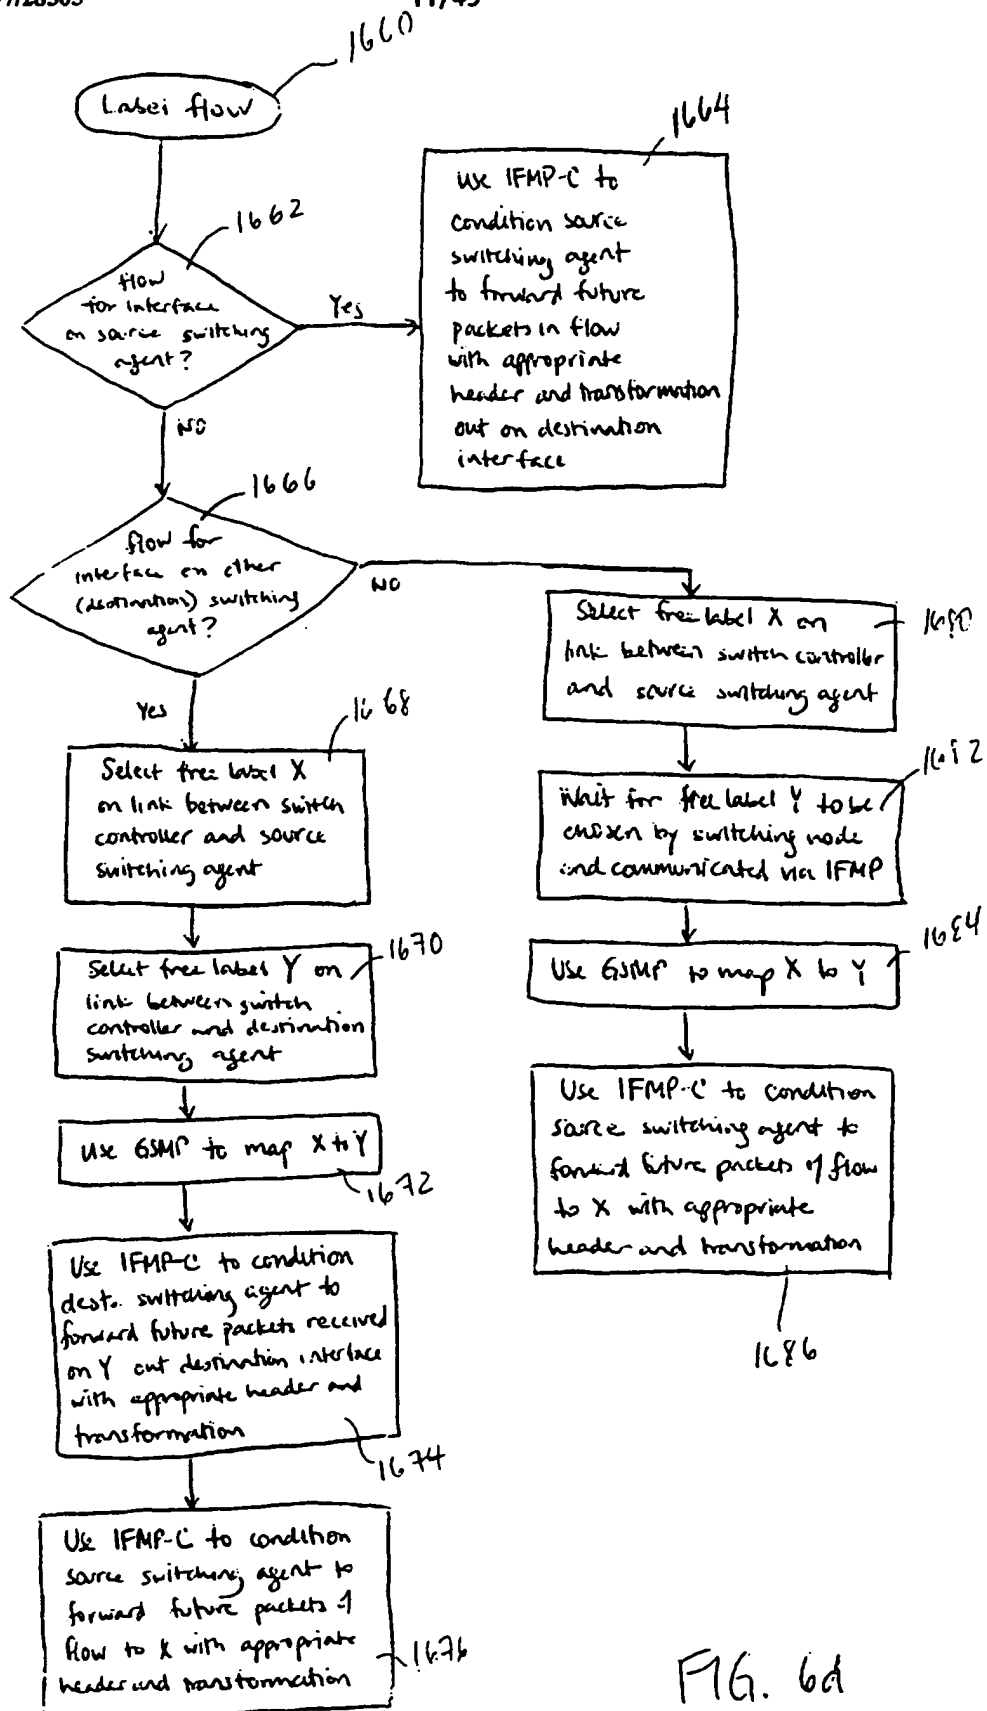 11/45
1660
Label flow
1664
Use IFMP-C to
condition source
switching agent
to forward future
packets in flow
with appropriate
header and transformation
out on destination
interface
1662
flow
for interface
on source switching
agent?
Yes
NO
1666
flow for
interface on other
(destination) switching
agent?
NO
Yes
1668
Select free label X
on link between switch
controller and source
switching agent
1680
Select free label X on
link between switch controller
and source switching agent
1682
Wait for free label Y to be
chosen by switching node
and communicated via IFMP
1670
Select free label Y on
link between switch
controller and destination
switching agent
1684
Use GSMP to map X to Y
Use GSMP to map X to Y
1672
Use IFMP-C to condition
source switching agent to
forward future packets of flow
to X with appropriate
header and transformation
1686
Use IFMP-C to condition
dest. switching agent to
forward future packets received
on Y out destination interface
with appropriate header and
transformation
1674
Use IFMP-C to condition
source switching agent to
forward future packets of
flow to X with appropriate
header and transformation
1676
FIG. 6d